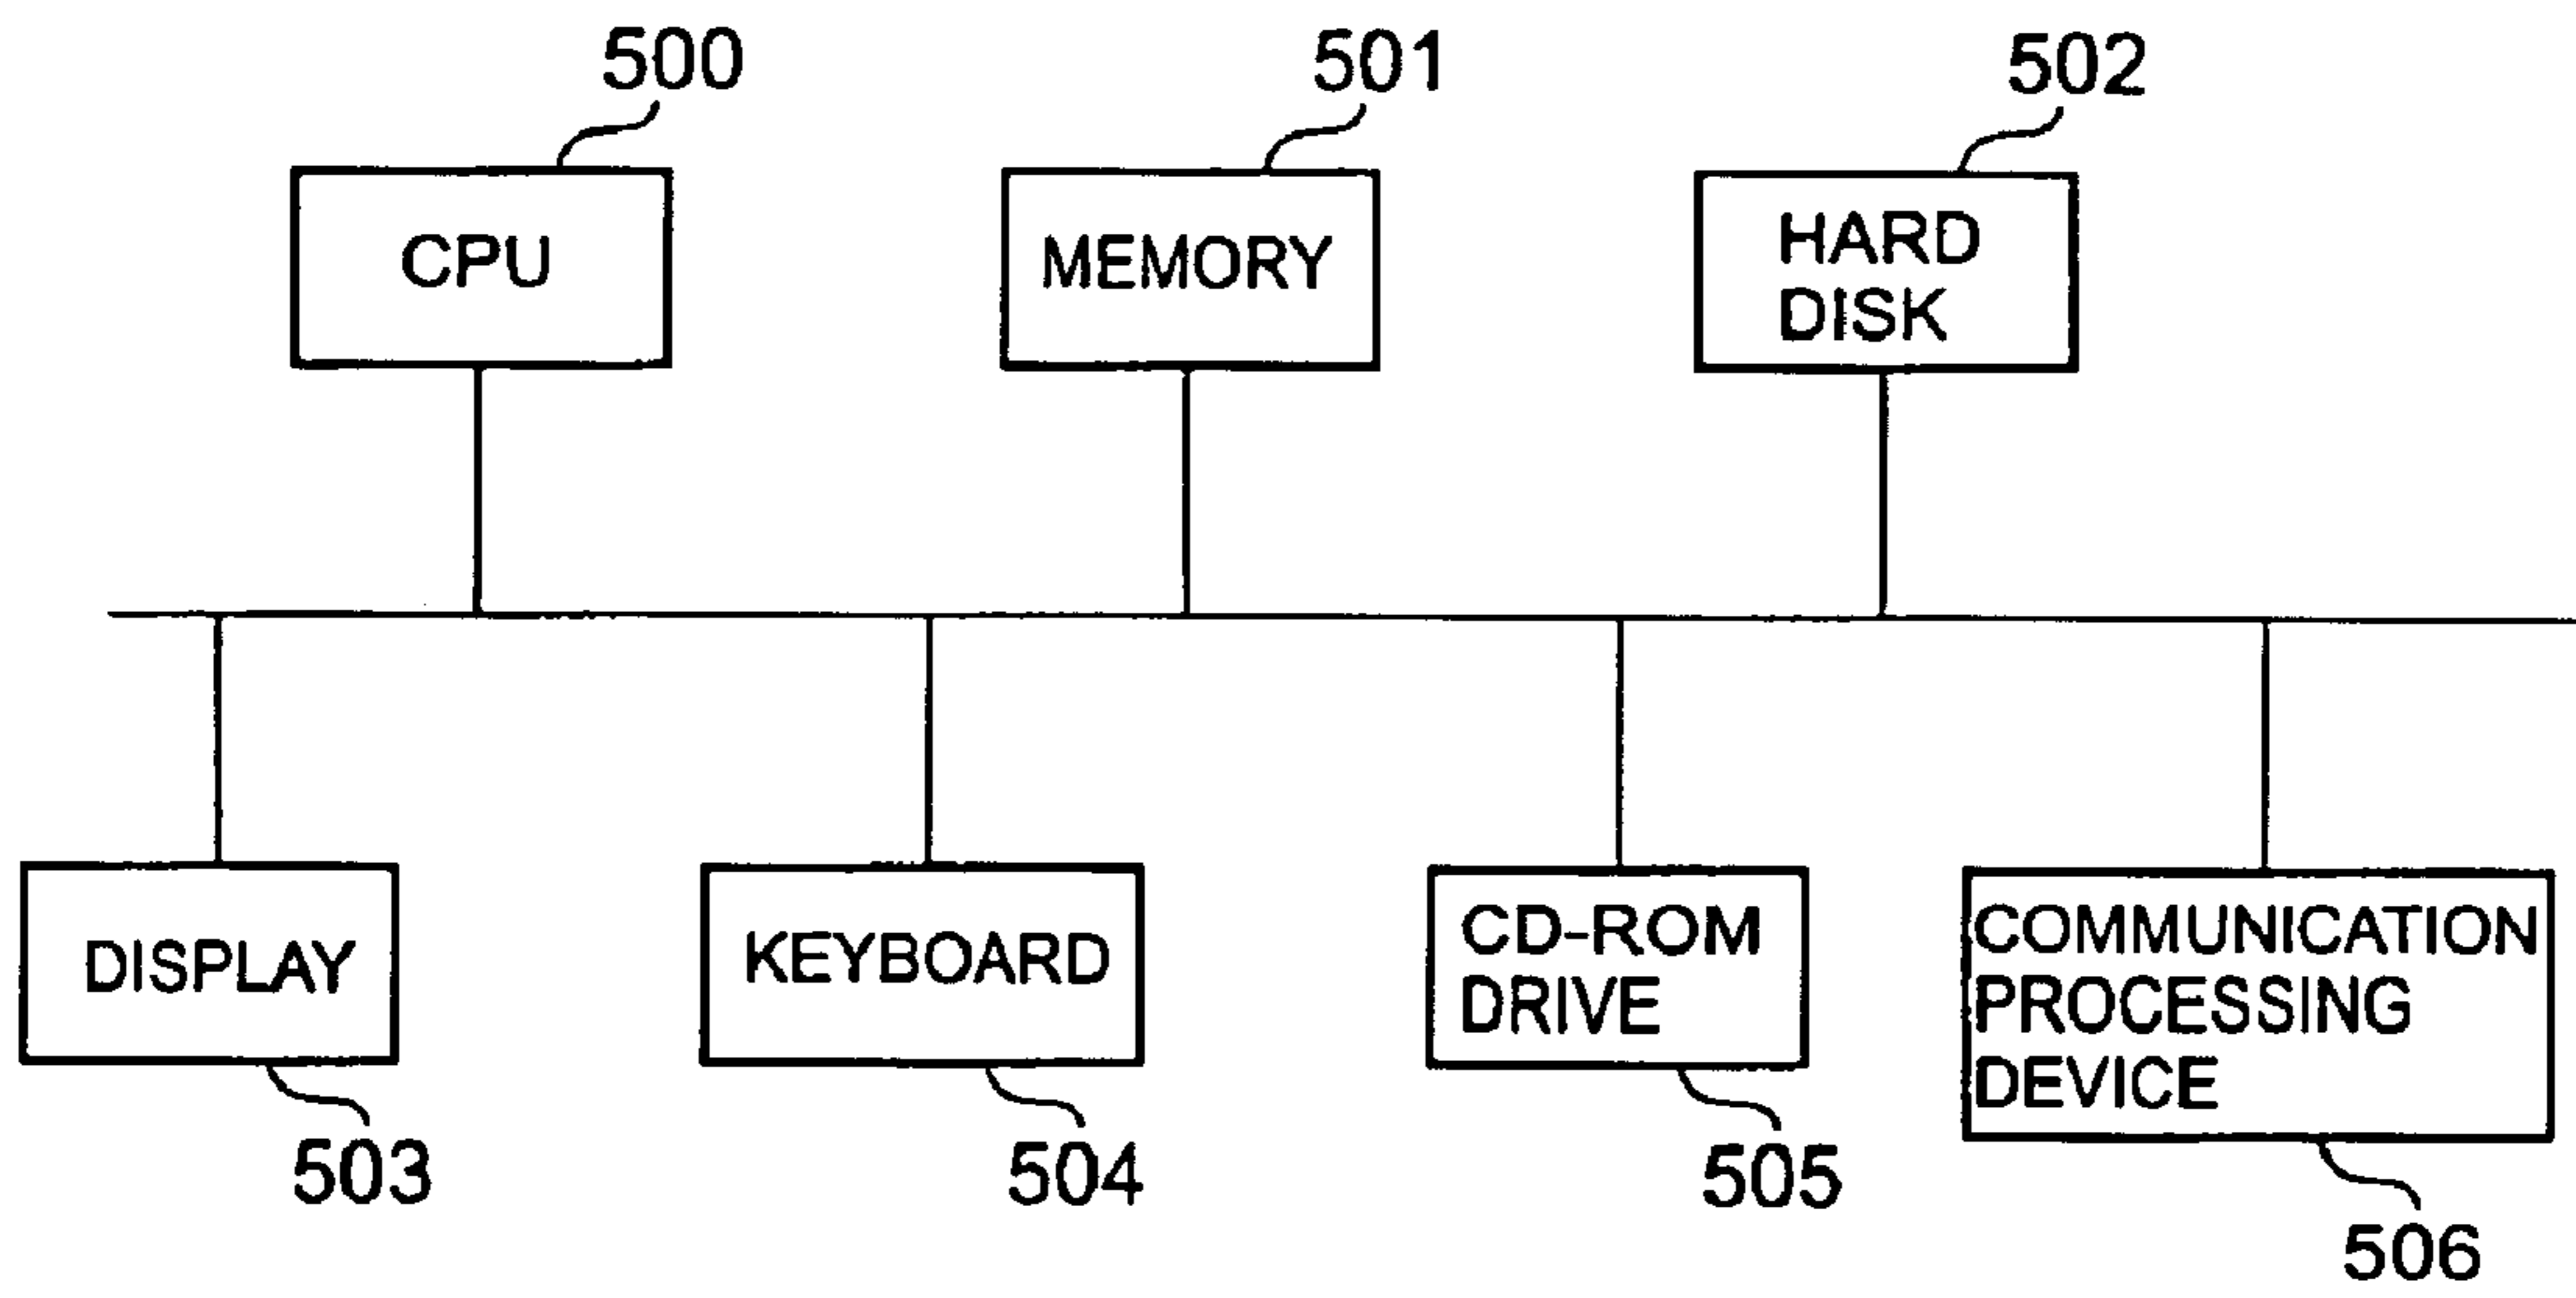 500
501
502
CPU
MEMORY
HARD
DISK
DISPLAY
KEYBOARD
CD-ROM
DRIVE
COMMUNICATION
PROCESSING
DEVICE
503
504
505
506